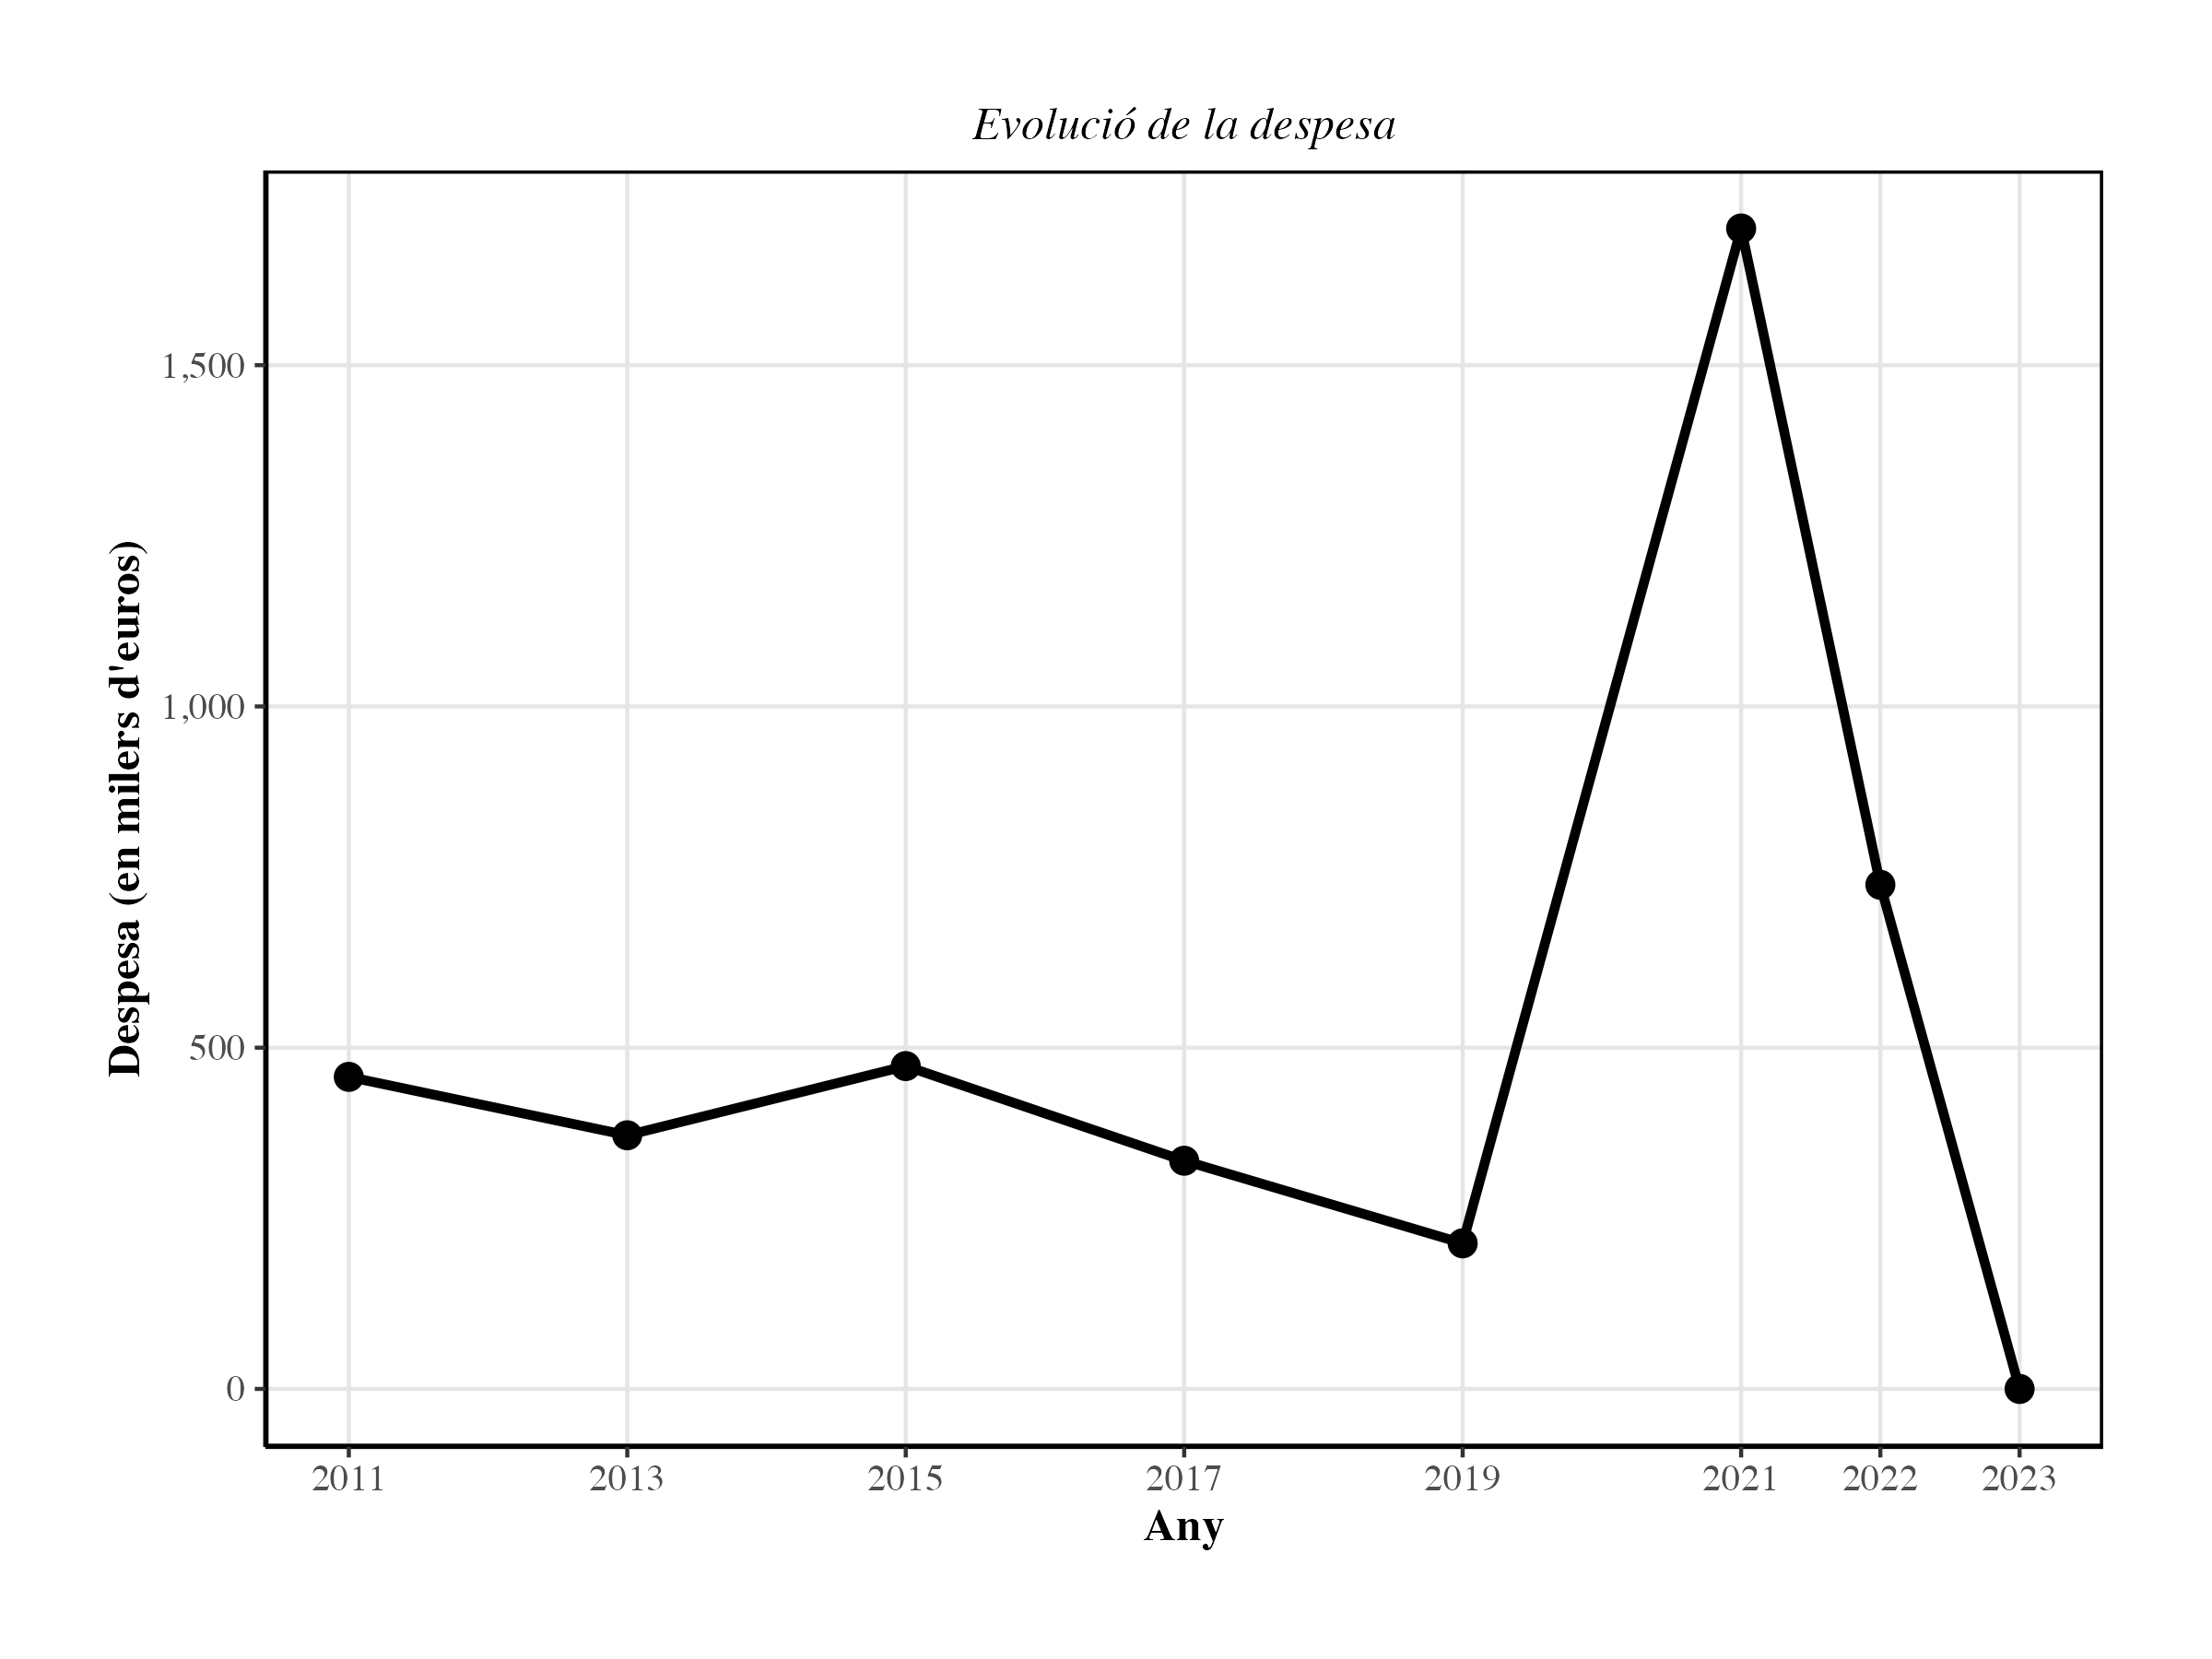 Evolució de la despesa
Despesa (en milers d'euros)
1,500
1,000
500
0
2011 2013 2015 2017 2019 2021 2022 2023
Any